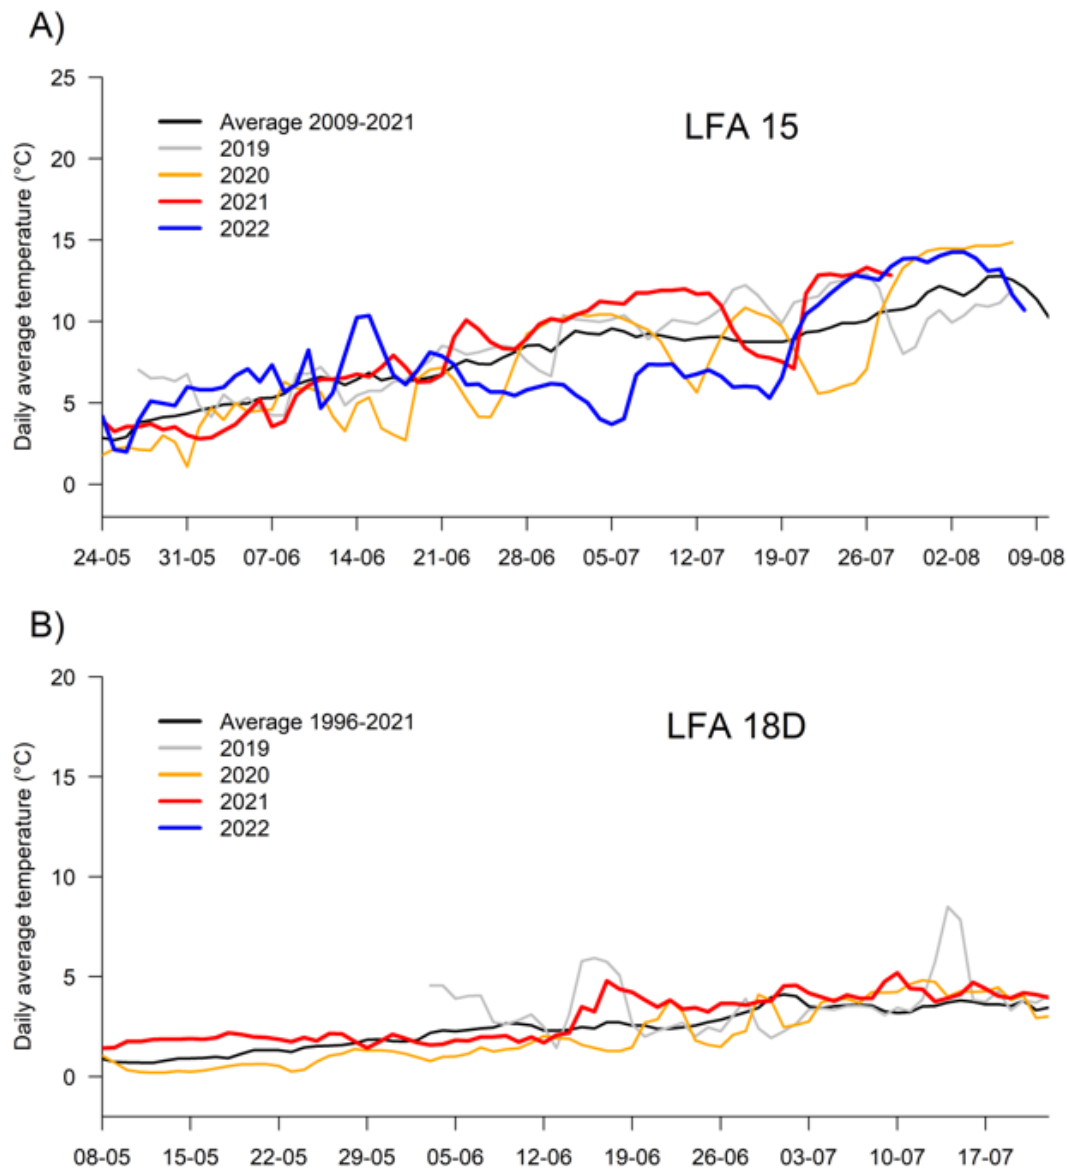 A)
LFA 15
Daily average temperature (°C)
25
20
15
10
5
0
Average 2009-2021
2019
2020
2021
2022
24-05 31-05 07-06 14-06 21-06 28-06 05-07 12-07 19-07 26-07 02-08 09-08
B)
LFA 18D
Daily average temperature (°C)
20
15
10
5
0
Average 1996-2021
2019
2020
2021
2022
08-05 15-05 22-05 29-05 05-06 12-06 19-06 26-06 03-07 10-07 17-07